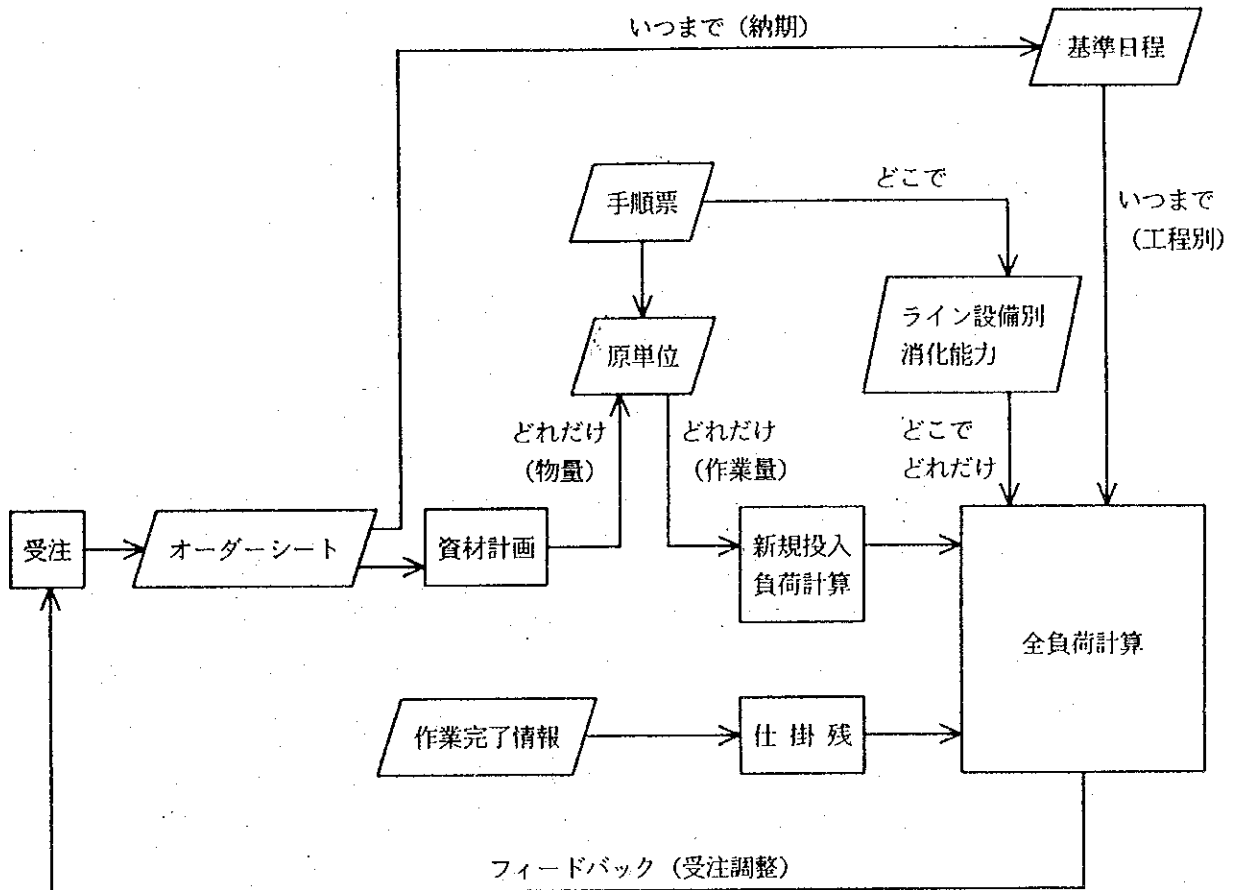 いつまで（納期）
基準日程
手順票
どこで
いつまで
（工程別）
ライン設備別
消化能力
原単位
どれだけ
（物量）
どれだけ
（作業量）
どこで
どれだけ
受注
オーダーシート
資材計画
新規投入
負荷計算
全負荷計算
作業完了情報
仕掛残
フィードバック（受注調整）